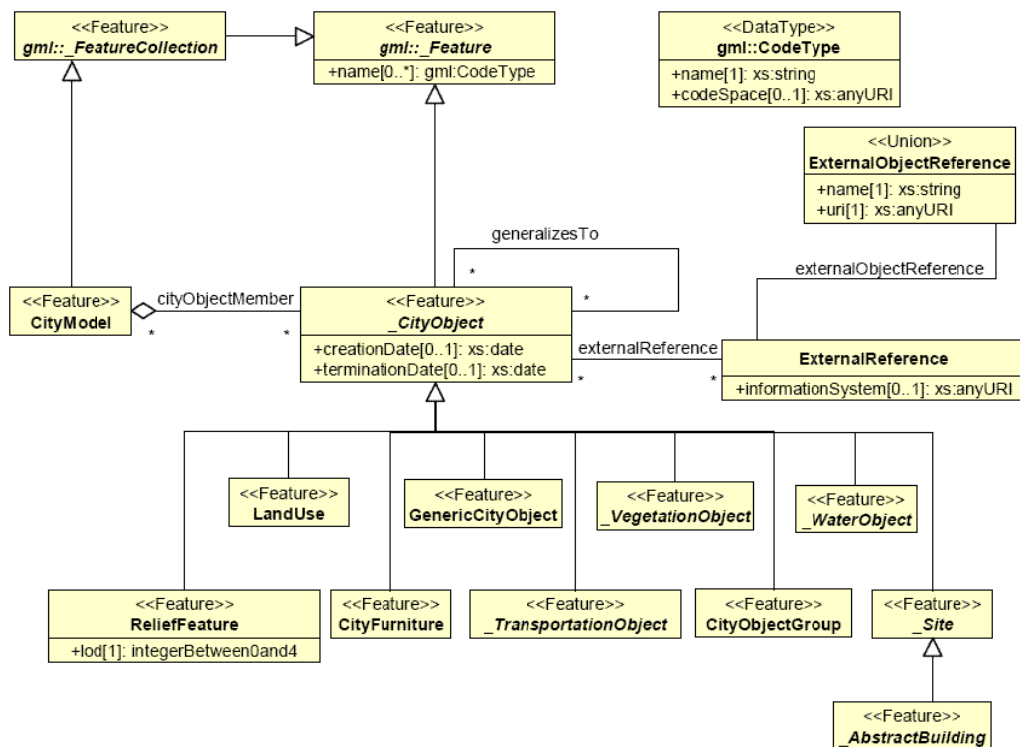 <<Feature>>
gml::_FeatureCollection
<<Feature>>
gml::_Feature
+name[0..*]: gml:CodeType
<<DataType>>
gml::CodeType
+name[1]: xs:string
+codeSpace[0..1]: xs:anyURI
<<Union>>
ExternalObjectReference
+name[1]: xs:string
+uri[1]: xs:anyURI
generalizesTo
*
*
externalObjectReference
<<Feature>>
CityModel
cityObjectMember
*
*
<<Feature>>
_CityObject
+creationDate[0..1]: xs:date
+terminationDate[0..1]: xs:date
externalReference
*
*
ExternalReference
+informationSystem[0..1]: xs:anyURI
<<Feature>>
LandUse
<<Feature>>
GenericCityObject
<<Feature>>
_VegetationObject
<<Feature>>
_WaterObject
<<Feature>>
ReliefFeature
+lod[1]: integerBetween0and4
<<Feature>>
CityFurniture
<<Feature>>
_TransportationObject
<<Feature>>
CityObjectGroup
<<Feature>>
_Site
<<Feature>>
_AbstractBuilding